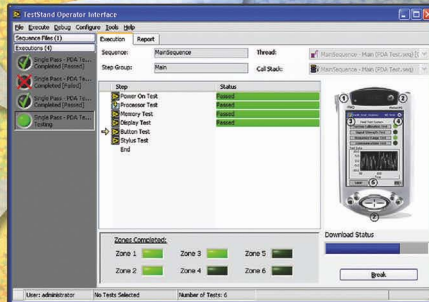 TestStand Operator Interface
File Execute Debug Configure Tools Help
Sequence Files (1)
Executions (4)
Single Pass - PDA Te...
Completed [Passed]
Single Pass - PDA Te...
Completed [Failed]
Single Pass - PDA Te...
Completed [Passed]
Single Pass - PDA Te...
Testing
Execution Report
Sequence: MainSequence
Thread: MainSequence - Main (PDA Test.seq)
Step Group: Main
Call Stack: MainSequence - Main (PDA Test.seq)
Step Status
Power On Test Passed
Processor Test Passed
Memory Test Passed
Display Test Passed
Button Test
Stylus Test
End
1
2
3
4
5
Zones Completed:
Zone 1 Zone 3 Zone 5
Zone 2 Zone 4 Zone 6
Download Status
Break
User: administrator No Tests Selected Number of Tests: 6